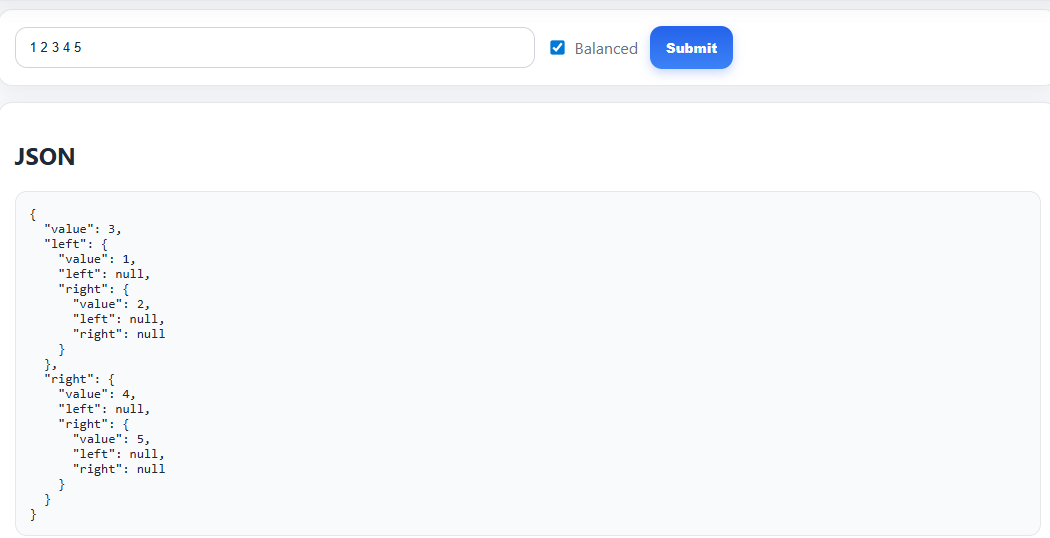 1 2 3 4 5
Balanced
Submit
JSON
{
  "value": 3,
  "left": {
    "value": 1,
    "left": null,
    "right": {
      "value": 2,
      "left": null,
      "right": null
    }
  },
  "right": {
    "value": 4,
    "left": null,
    "right": {
      "value": 5,
      "left": null,
      "right": null
    }
  }
}